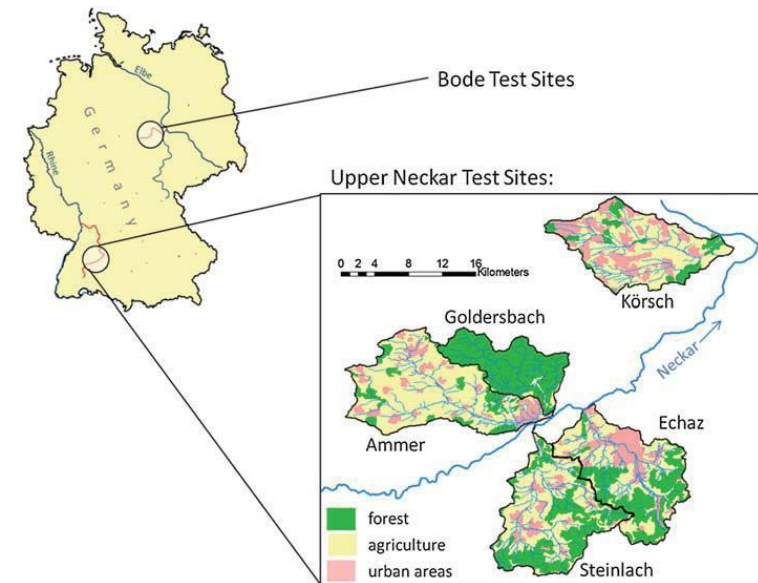 Elbe
Bode Test Sites
Germany
Rhine
Upper Neckar Test Sites:
0 2 4 8 12 16
Kilometers
Körsch
Goldersbach
Neckar
Echaz
Ammer
forest
agriculture
urban areas
Steinlach